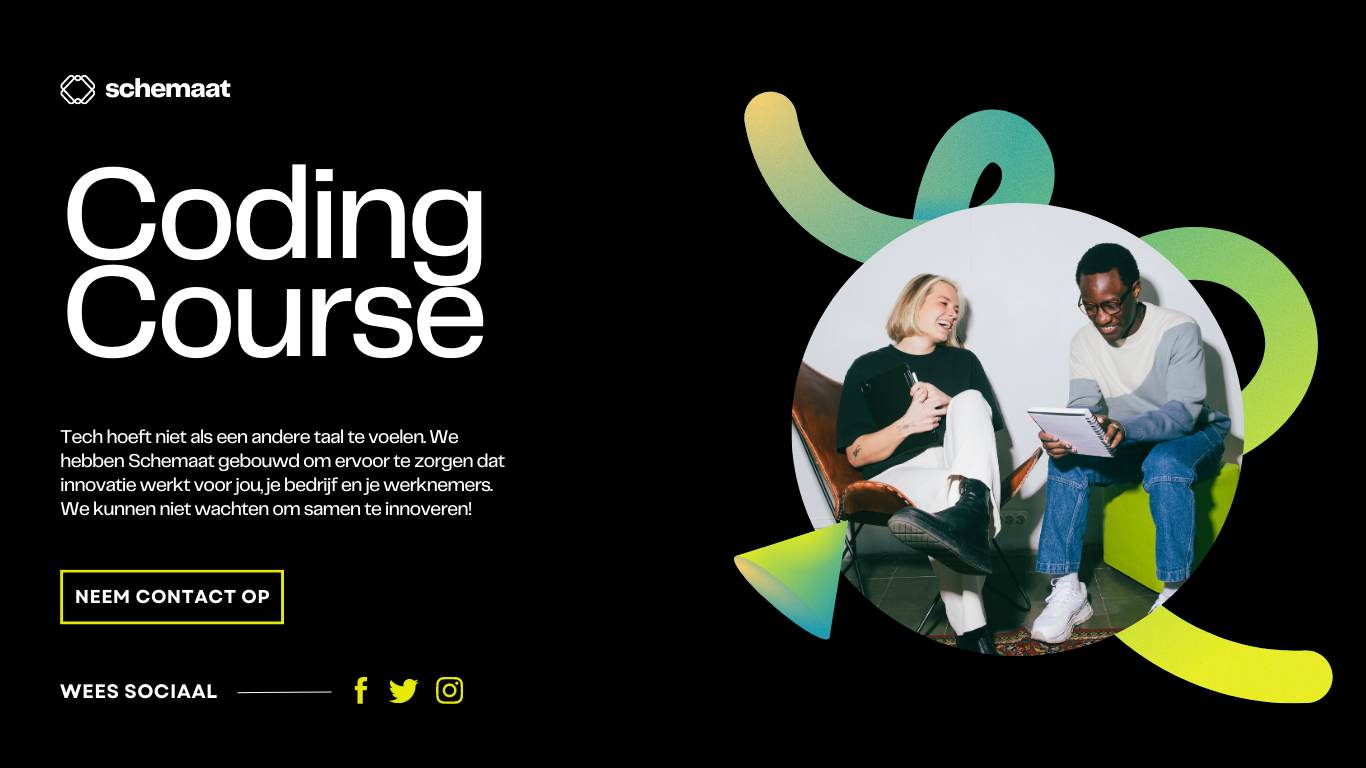 schemaat
Coding
Course
Tech hoeft niet als een andere taal te voelen. We
hebben Schemaat gebouwd om ervoor te zorgen dat
innovatie werkt voor jou, je bedrijf en je werknemers.
We kunnen niet wachten om samen te innoveren!
NEEM CONTACT OP
WEES SOCIAAL